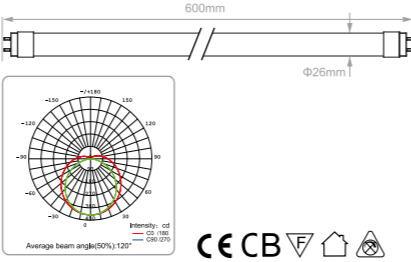 600mm
Φ26mm
-/+180
-150
150
-120
120
-90
90
-60
60
-30
30
0
Intensity: cd
C0 /180
C90 /270
Average beam angle(50%):120°
CE CB F